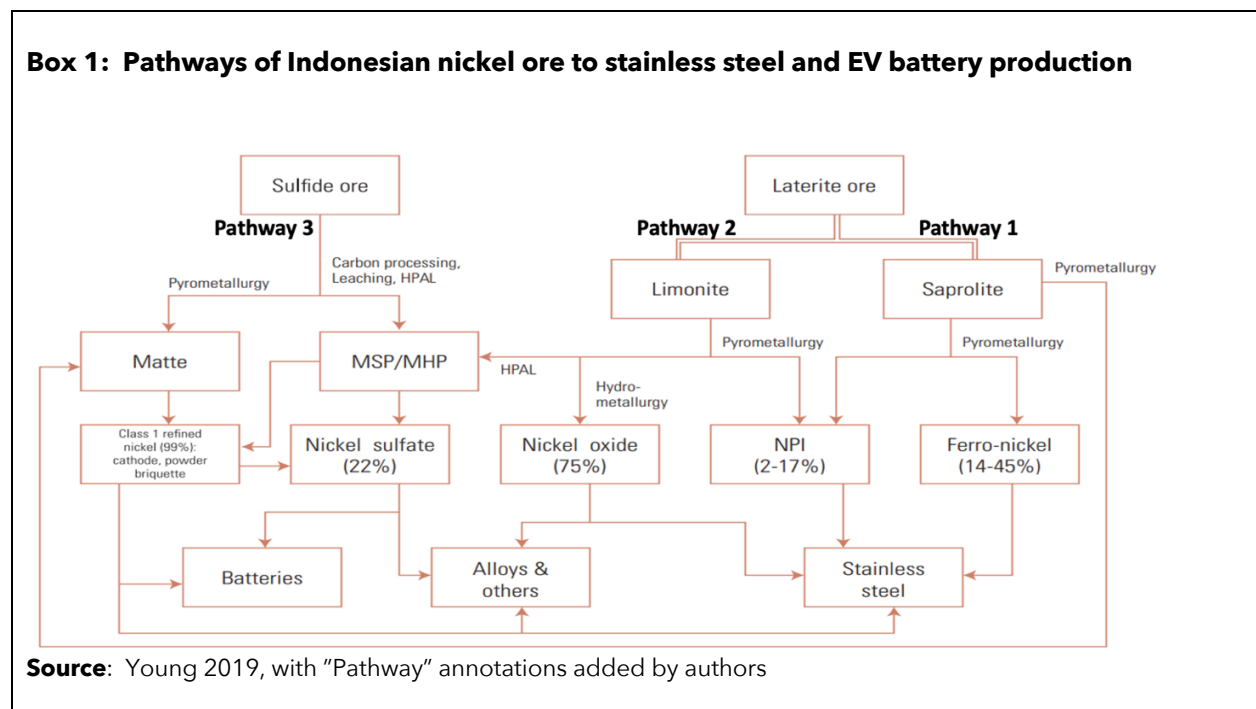 Box 1:  Pathways of Indonesian nickel ore to stainless steel and EV battery production
Sulfide ore
Laterite ore
Pathway 3
Pathway 2
Pathway 1
Carbon processing,
Leaching, HPAL
Pyrometallurgy
Pyrometallurgy
Limonite
Saprolite
Matte
MSP/MHP
HPAL
Pyrometallurgy
Pyrometallurgy
Hydro-
metallurgy
Class 1 refined
nickel (99%):
cathode, powder
briquette
Nickel sulfate
(22%)
Nickel oxide
(75%)
NPI
(2-17%)
Ferro-nickel
(14-45%)
Batteries
Alloys &
others
Stainless
steel
Source:  Young 2019, with ”Pathway” annotations added by authors